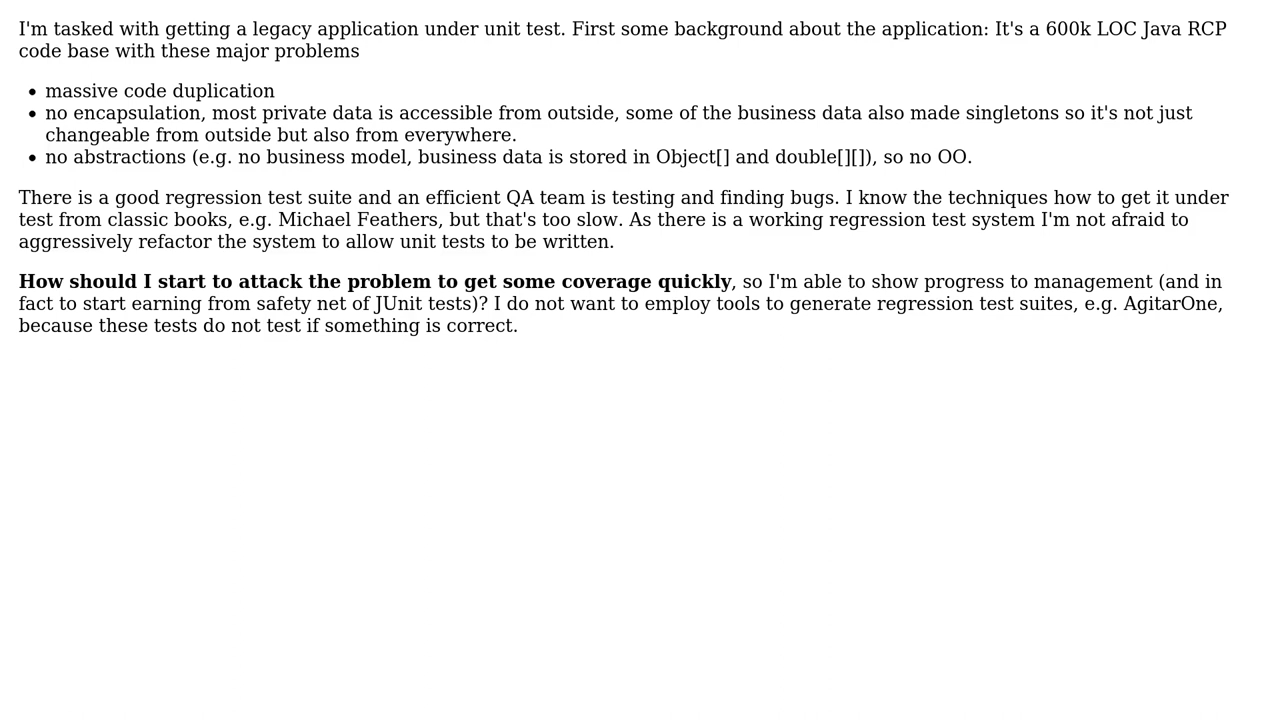 I'm tasked with getting a legacy application under unit test. First some background about the application: It's a 600k LOC Java RCP
code base with these major problems
• massive code duplication
• no encapsulation, most private data is accessible from outside, some of the business data also made singletons so it's not just
changeable from outside but also from everywhere.
• no abstractions (e.g. no business model, business data is stored in Object[] and double[][]), so no OO.
There is a good regression test suite and an efficient QA team is testing and finding bugs. I know the techniques how to get it under
test from classic books, e.g. Michael Feathers, but that's too slow. As there is a working regression test system I'm not afraid to
aggressively refactor the system to allow unit tests to be written.
How should I start to attack the problem to get some coverage quickly, so I'm able to show progress to management (and in
fact to start earning from safety net of JUnit tests)? I do not want to employ tools to generate regression test suites, e.g. AgitarOne,
because these tests do not test if something is correct.